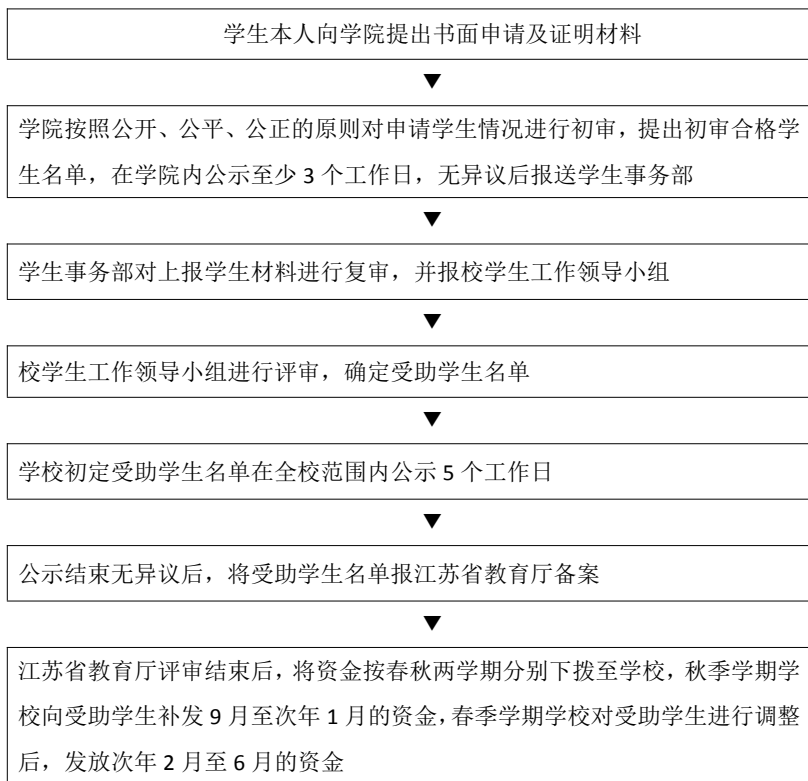 学生本人向学院提出书面申请及证明材料
学院按照公开、公平、公正的原则对申请学生情况进行初审，提出初审合格学
生名单，在学院内公示至少 3 个工作日，无异议后报送学生事务部
学生事务部对上报学生材料进行复审，并报校学生工作领导小组
校学生工作领导小组进行评审，确定受助学生名单
学校初定受助学生名单在全校范围内公示 5 个工作日
公示结束无异议后，将受助学生名单报江苏省教育厅备案
江苏省教育厅评审结束后，将资金按春秋两学期分别下拨至学校，秋季学期学
校向受助学生补发 9 月至次年 1 月的资金，春季学期学校对受助学生进行调整
后，发放次年 2 月至 6 月的资金